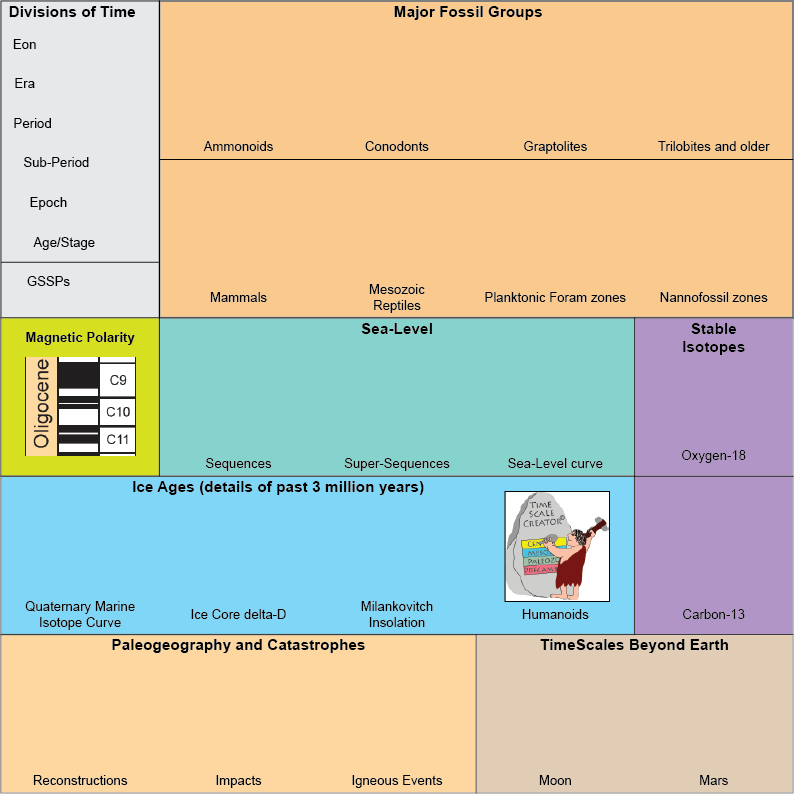 Divisions of Time
Eon
Era
Period
Sub-Period
Epoch
Age/Stage
GSSPs
Major Fossil Groups
Ammonoids
Conodonts
Graptolites
Trilobites and older
Mammals
Mesozoic
Reptiles
Planktonic Foram zones
Nannofossil zones
Magnetic Polarity
Oligocene
C9
C10
C11
Sea-Level
Sequences
Super-Sequences
Sea-Level curve
Stable
Isotopes
Oxygen-18
Carbon-13
Ice Ages (details of past 3 million years)
Quaternary Marine
Isotope Curve
Ice Core delta-D
Milankovitch
Insolation
TIME
SCALE
CREATOR©
CEN
PALEOZO
PRECAMB
Humanoids
Paleogeography and Catastrophes
Reconstructions
Impacts
Igneous Events
TimeScales Beyond Earth
Moon
Mars